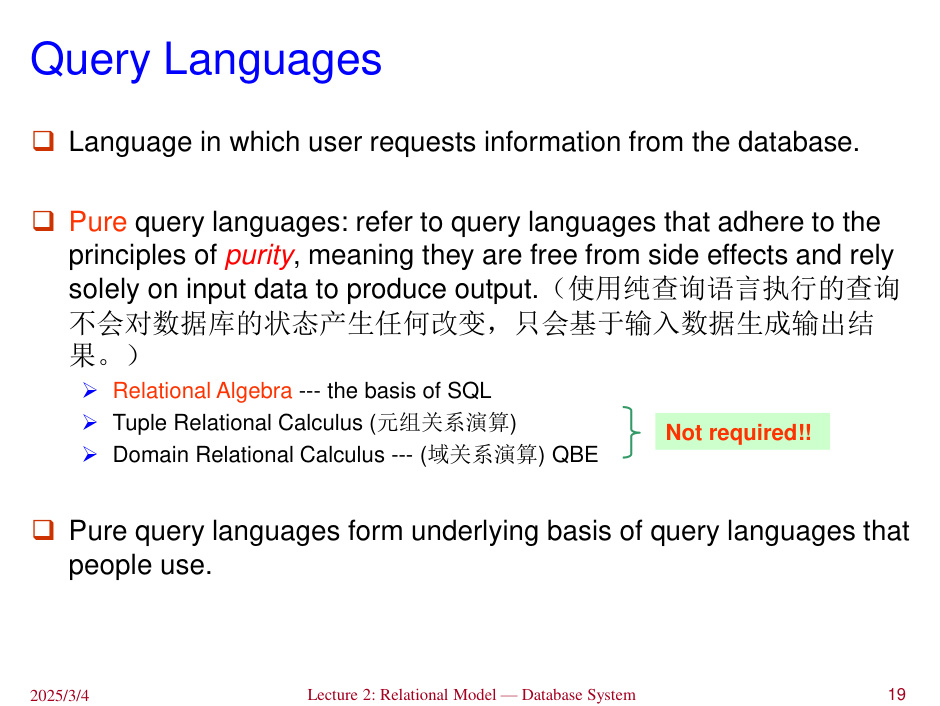 Query Languages
Language in which user requests information from the database.
Pure query languages: refer to query languages that adhere to the
principles of purity, meaning they are free from side effects and rely
solely on input data to produce output.（使用纯查询语言执行的查询
不会对数据库的状态产生任何改变，只会基于输入数据生成输出结
果。）
Relational Algebra --- the basis of SQL
Tuple Relational Calculus (元组关系演算)
Domain Relational Calculus --- (域关系演算) QBE
Not required!!
Pure query languages form underlying basis of query languages that
people use.
2025/3/4
Lecture 2: Relational Model — Database System
19